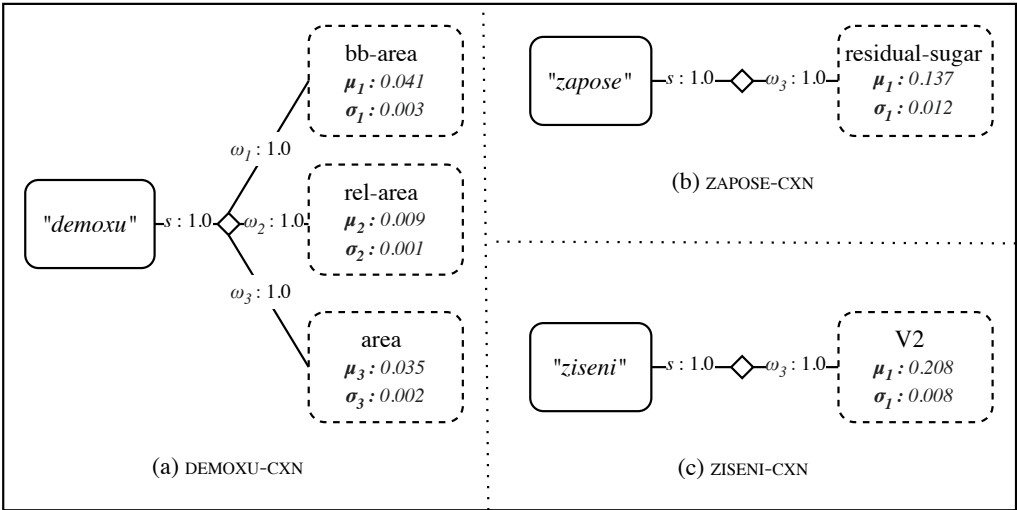 bb-area
μ₁ : 0.041
σ₁ : 0.003
ω₁ : 1.0
"demoxu"
s : 1.0
ω₂ : 1.0
rel-area
μ₂ : 0.009
σ₂ : 0.001
ω₃ : 1.0
area
μ₃ : 0.035
σ₃ : 0.002
(a) DEMOXU-CXN
"zapose"
s : 1.0
ω₃ : 1.0
residual-sugar
μ₁ : 0.137
σ₁ : 0.012
(b) ZAPOSE-CXN
"ziseni"
s : 1.0
ω₃ : 1.0
V2
μ₁ : 0.208
σ₁ : 0.008
(c) ZISENI-CXN